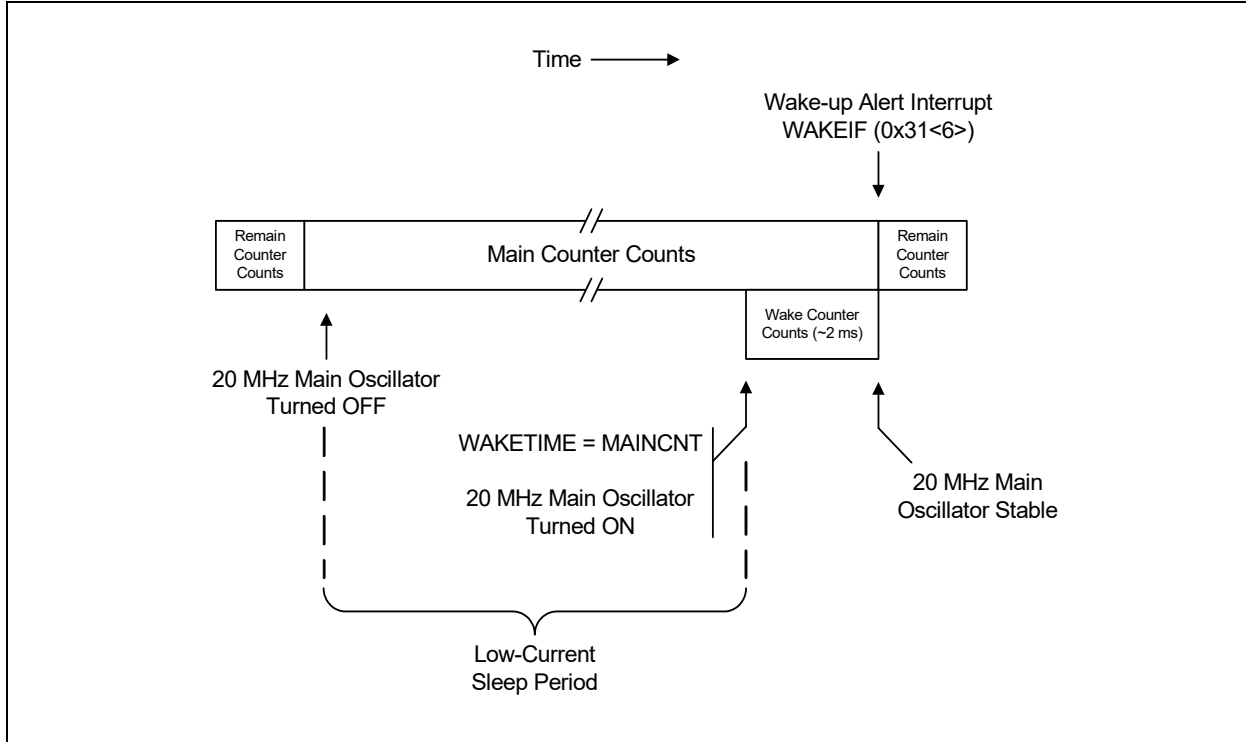 Time
Wake-up Alert Interrupt
WAKEIF (0x31<6>)
Remain
Counter
Counts
Main Counter Counts
Remain
Counter
Counts
Wake Counter
Counts (~2 ms)
20 MHz Main Oscillator
Turned OFF
WAKETIME = MAINCNT
20 MHz Main Oscillator
Turned ON
20 MHz Main
Oscillator Stable
Low-Current
Sleep Period